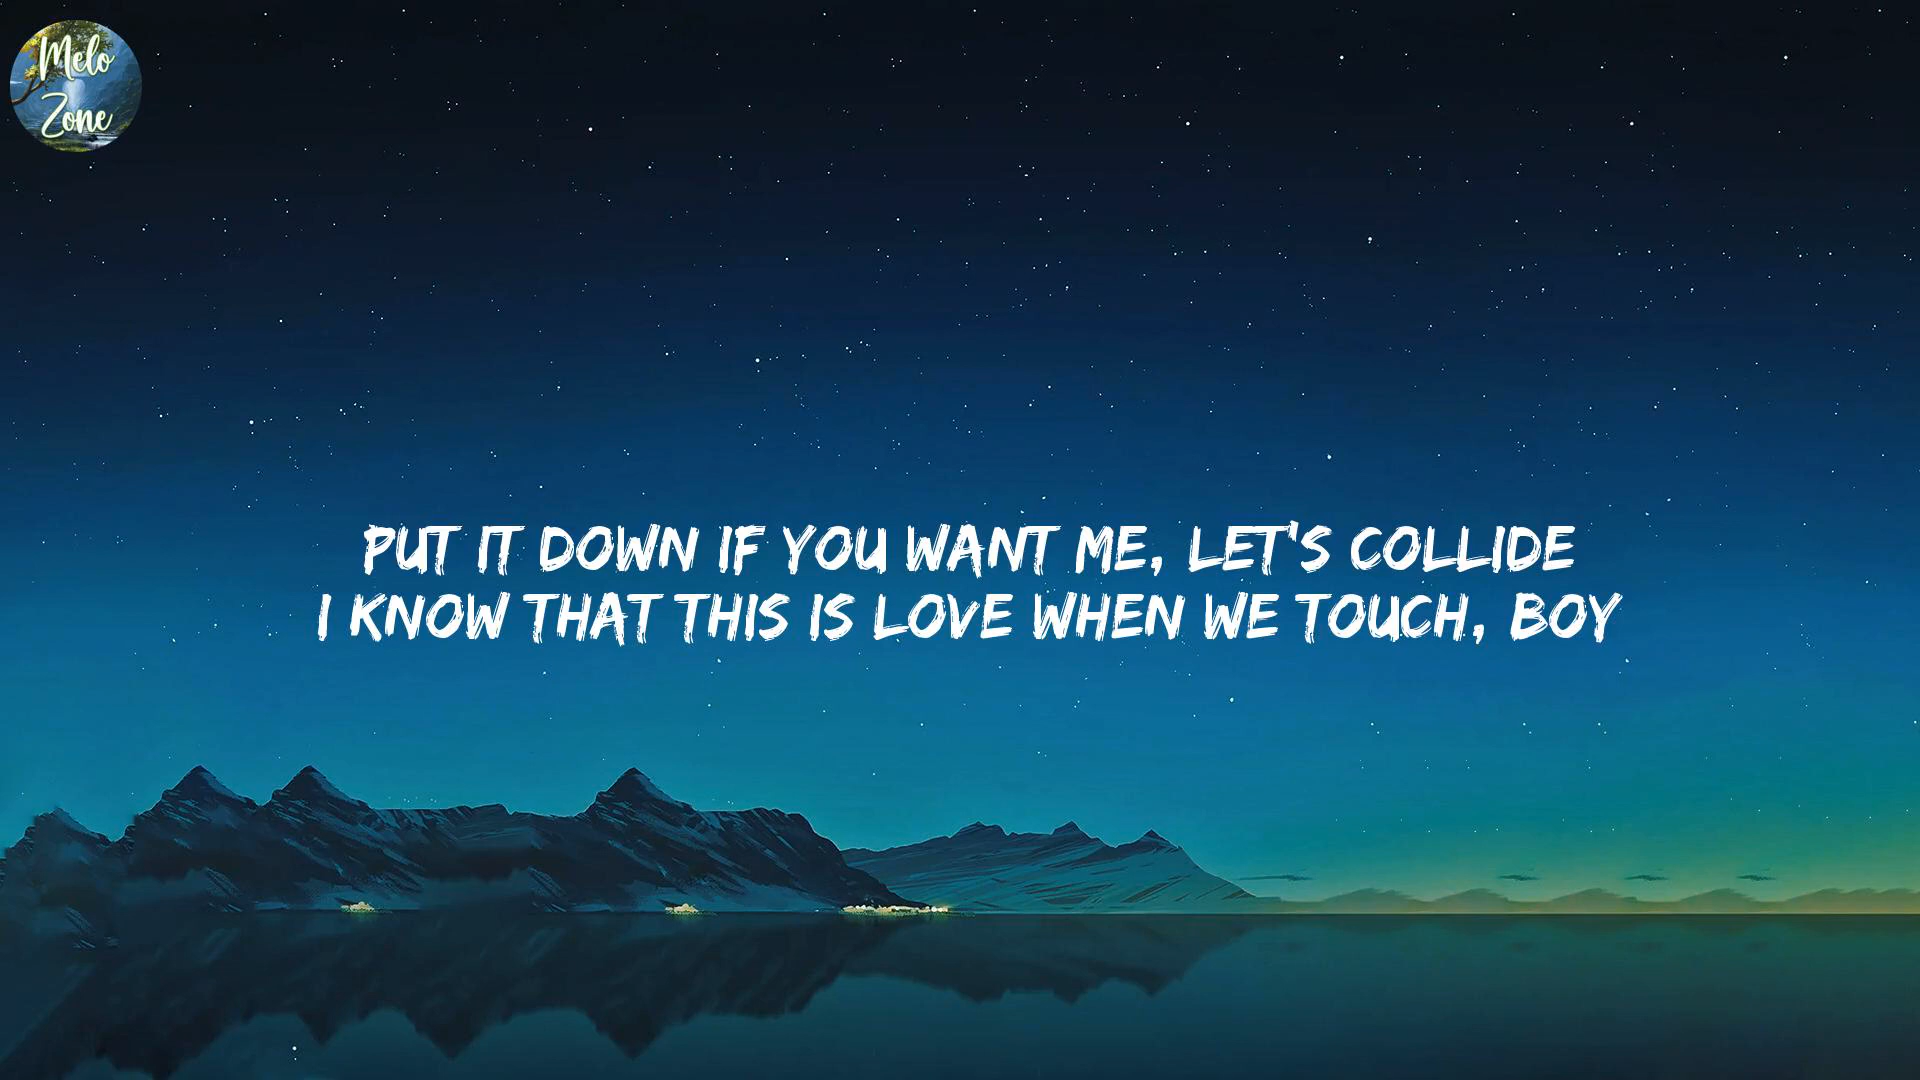 Melo
Zone
PUT IT DOWN IF YOU WANT ME, LET'S COLLIDE
I KNOW THAT THIS IS LOVE WHEN WE TOUCH, BOY